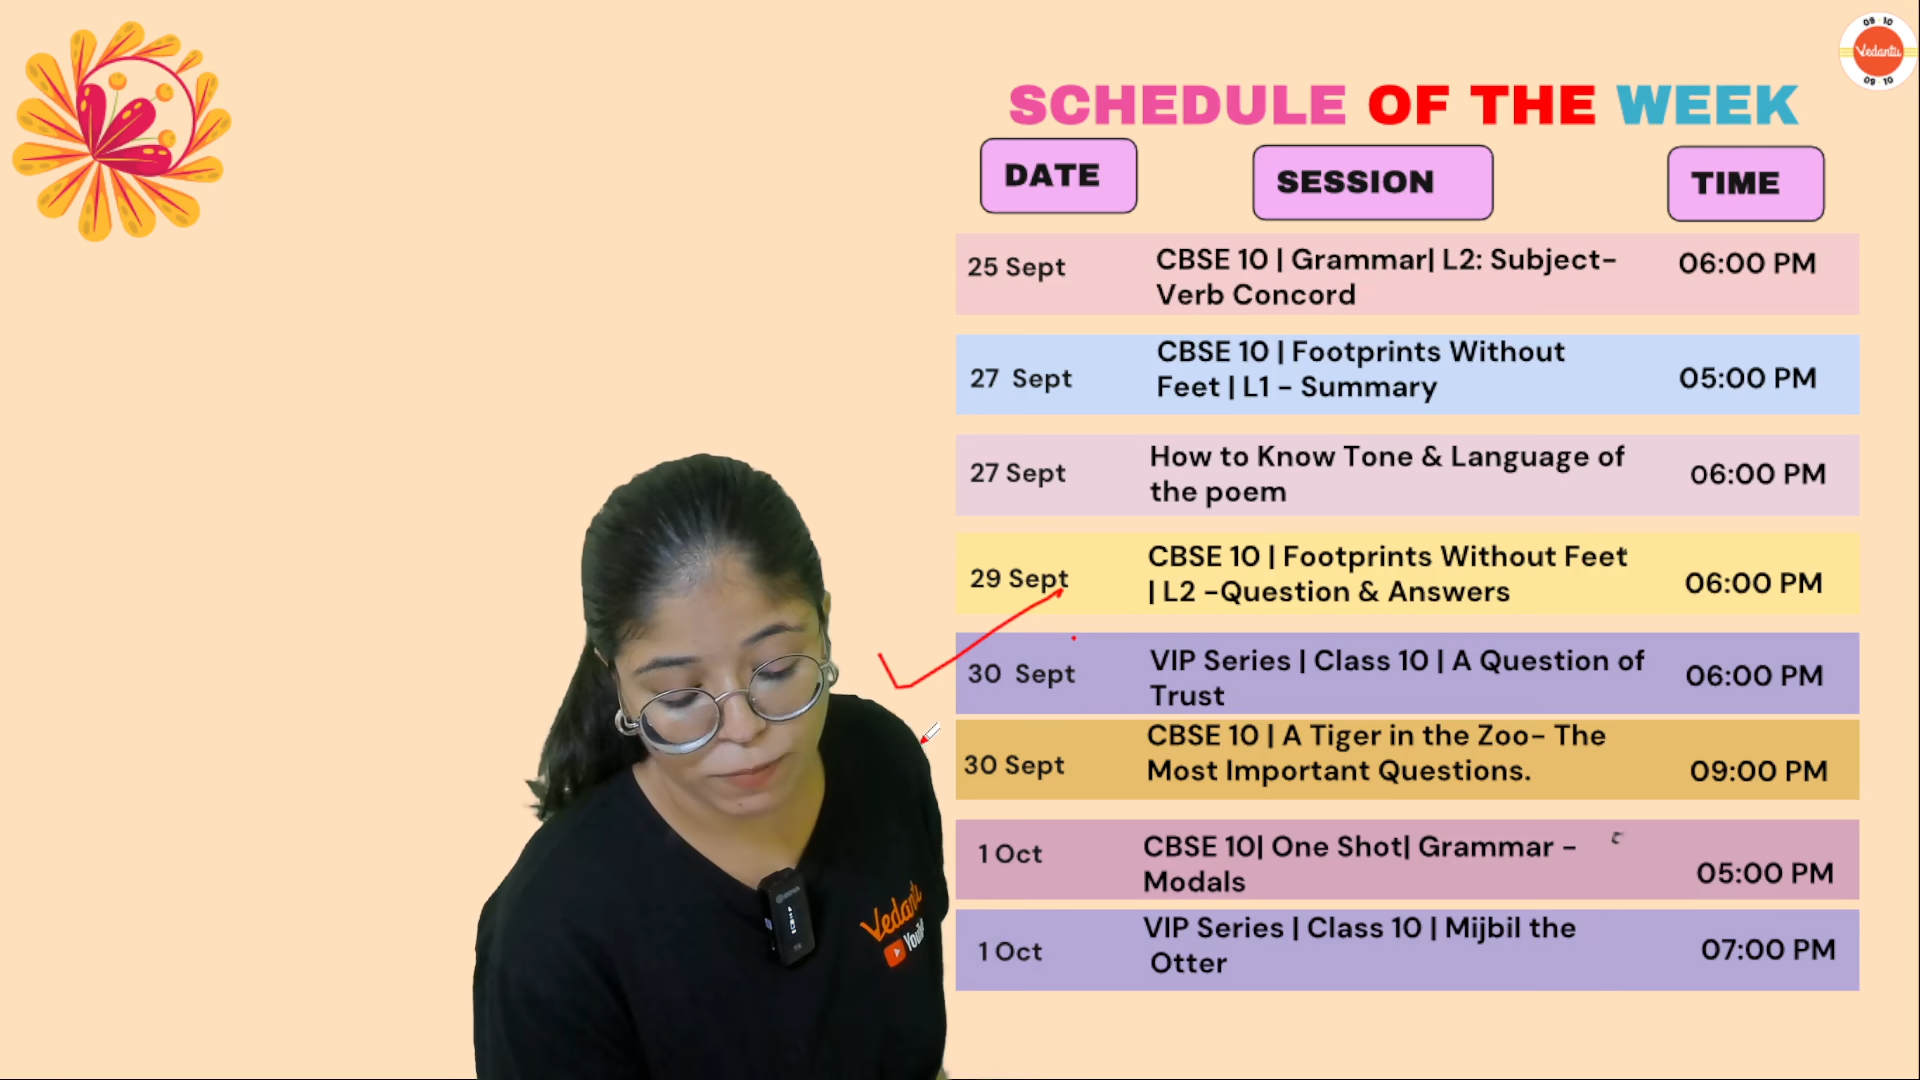 09 10
Vedantu
09 10
SCHEDULE OF THE WEEK
DATE SESSION TIME
25 Sept CBSE 10 | Grammar| L2: Subject- 06:00 PM
Verb Concord
27 Sept CBSE 10 | Footprints Without 05:00 PM
Feet | L1 - Summary
27 Sept How to Know Tone & Language of 06:00 PM
the poem
29 Sept CBSE 10 | Footprints Without Feet 06:00 PM
| L2 -Question & Answers
30 Sept VIP Series | Class 10 | A Question of 06:00 PM
Trust
30 Sept CBSE 10 | A Tiger in the Zoo- The 09:00 PM
Most Important Questions.
1 Oct CBSE 10| One Shot| Grammar - 05:00 PM
Modals
1 Oct VIP Series | Class 10 | Mijbil the 07:00 PM
Otter
Vedantu